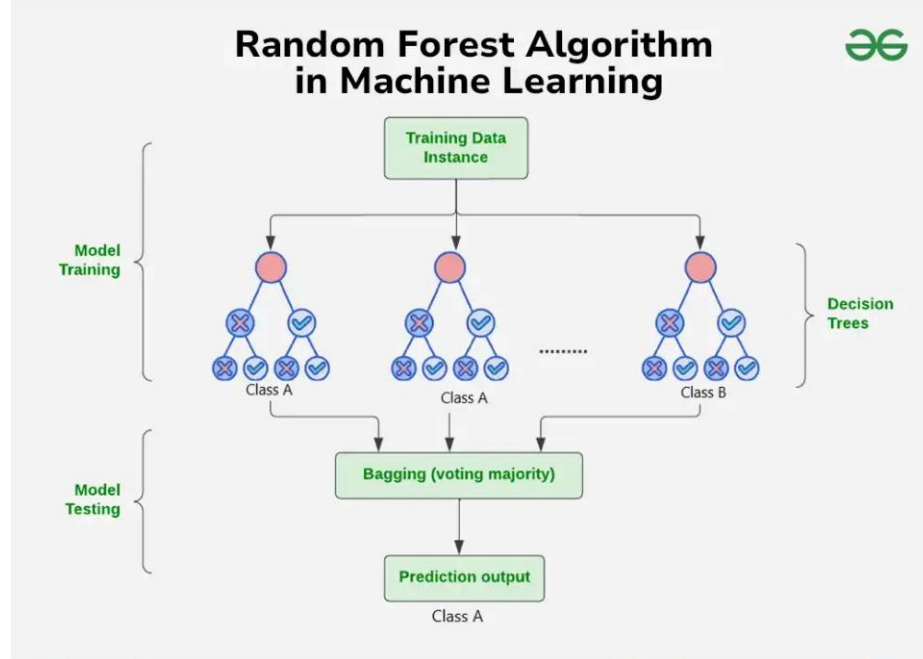 Random Forest Algorithm
in Machine Learning
Training Data
Instance
Model
Training
Decision
Trees
.........
Class A
Class A
Class B
Bagging (voting majority)
Model
Testing
Prediction output
Class A